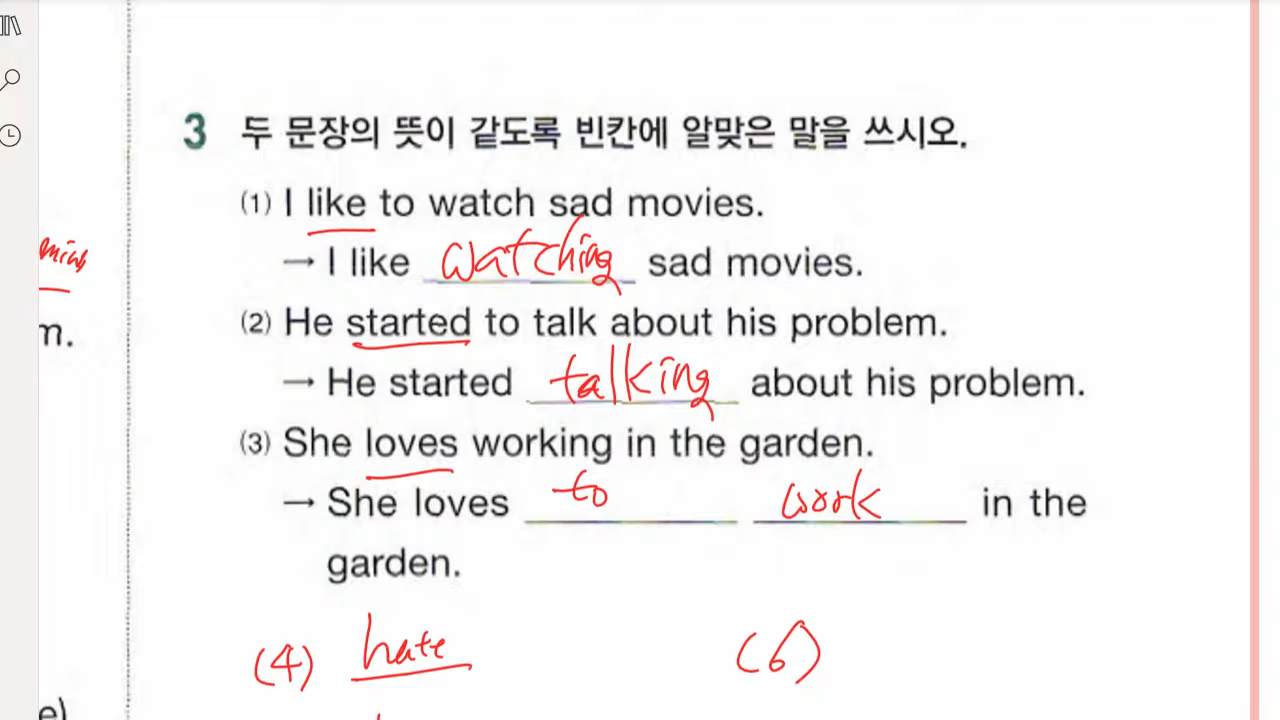 3 두 문장의 뜻이 같도록 빈칸에 알맞은 말을 쓰시오.
(1) I like to watch sad movies.
→ I like watching sad movies.
(2) He started to talk about his problem.
→ He started talking about his problem.
(3) She loves working in the garden.
→ She loves to work in the
garden.
(4) hate (6)
m.
e)